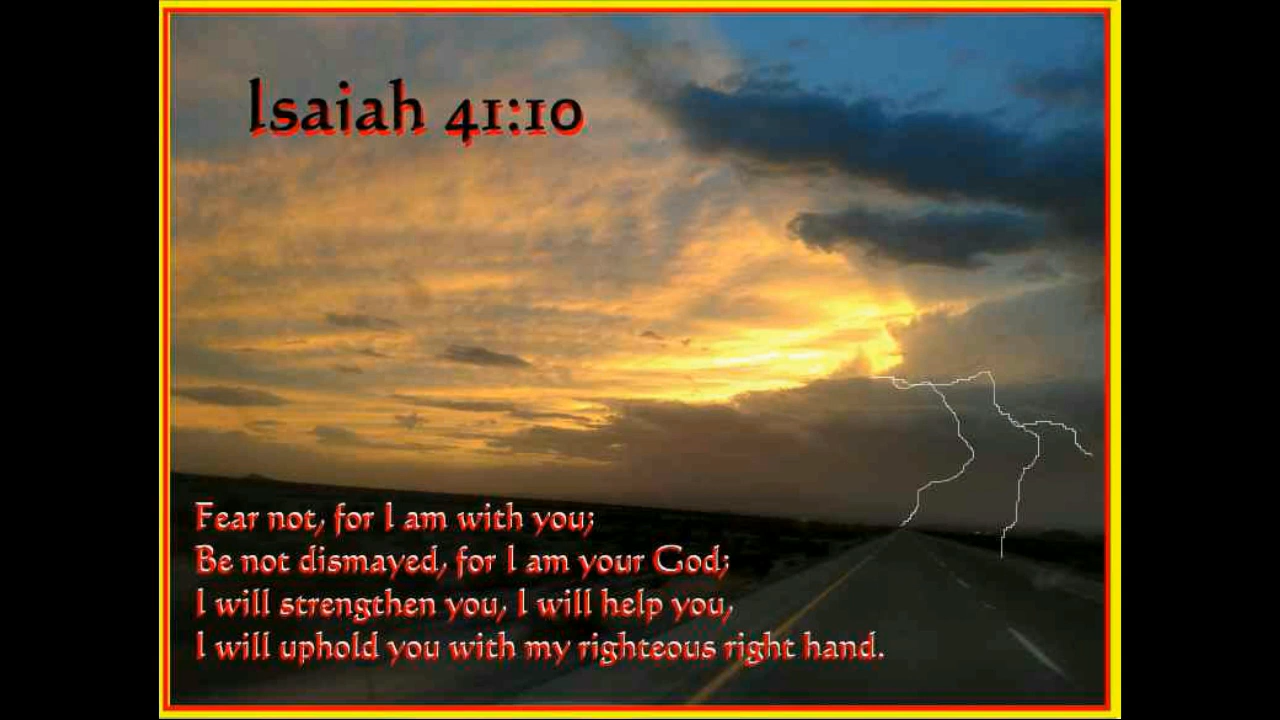 Isaiah 41:10
Fear not, for I am with you;
Be not dismayed, for I am your God;
I will strengthen you, I will help you,
I will uphold you with my righteous right hand.